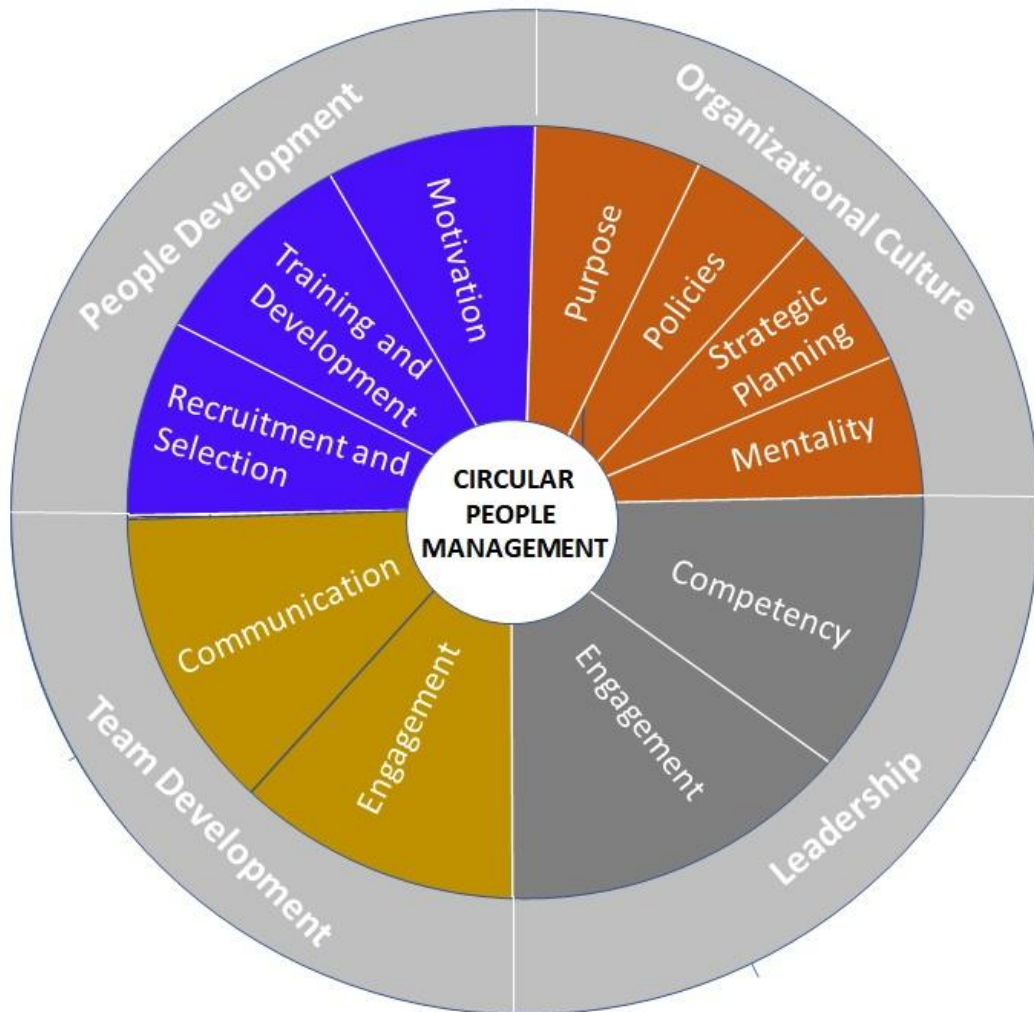 People Development
Organizational Culture
Motivation
Training and
Development
Recruitment and
Selection
Purpose
Policies
Strategic
Planning
Mentality
CIRCULAR
PEOPLE
MANAGEMENT
Communication
Engagement
Engagement
Competency
Team Development
Leadership